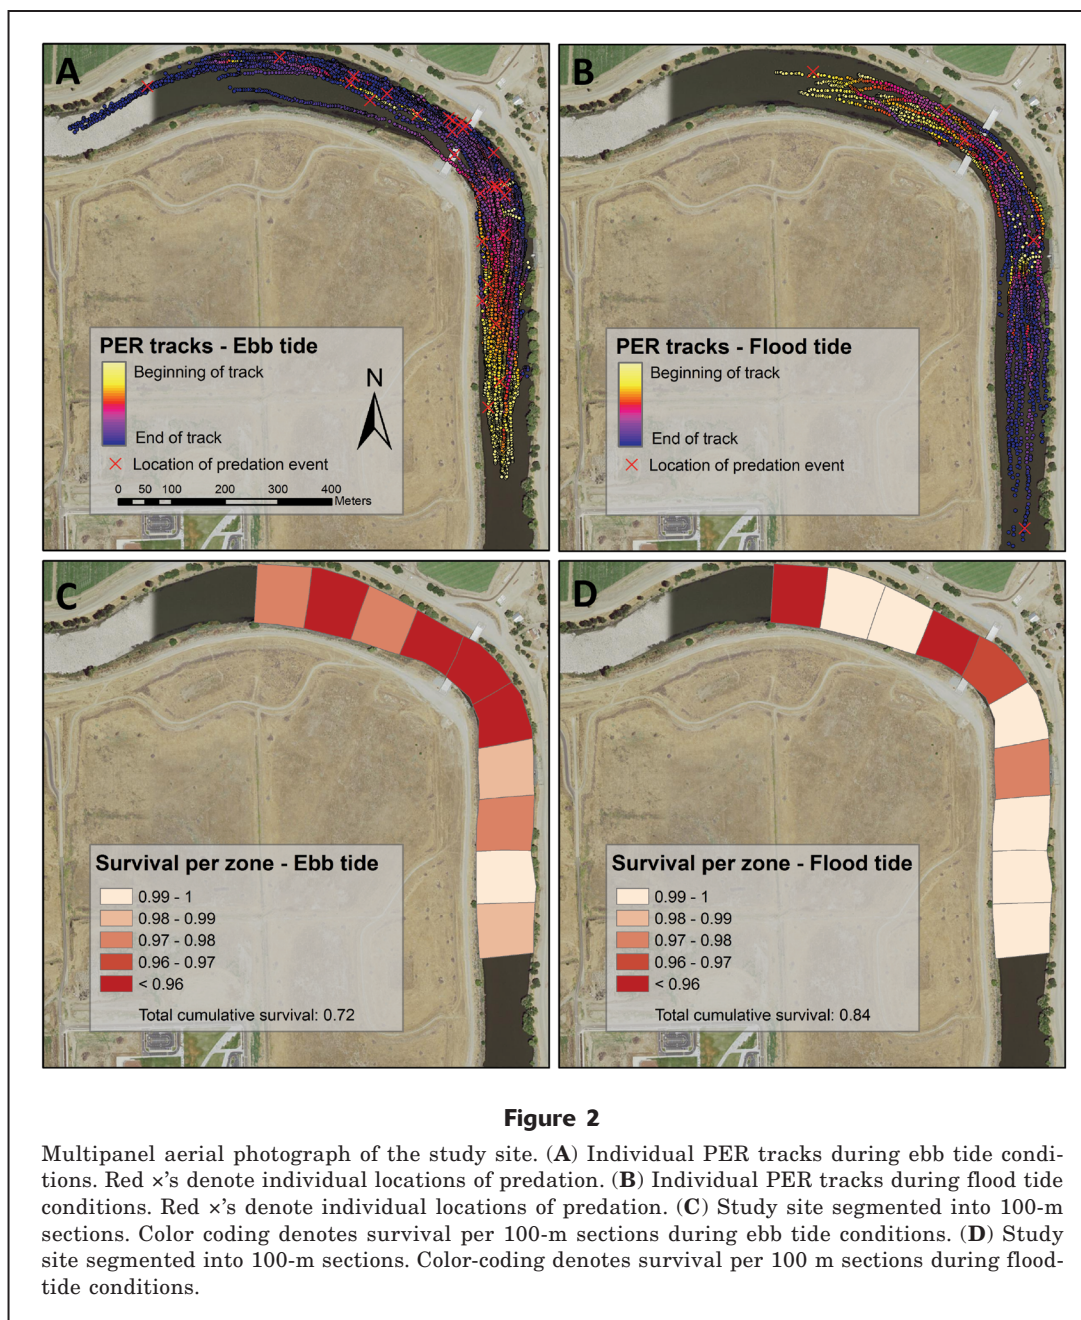 A
PER tracks - Ebb tide
Beginning of track
End of track
Location of predation event
0 50 100 200 300 400
Meters
N
B
PER tracks - Flood tide
Beginning of track
End of track
Location of predation event
C
Survival per zone - Ebb tide
0.99 - 1
0.98 - 0.99
0.97 - 0.98
0.96 - 0.97
< 0.96
Total cumulative survival: 0.72
D
Survival per zone - Flood tide
0.99 - 1
0.98 - 0.99
0.97 - 0.98
0.96 - 0.97
< 0.96
Total cumulative survival: 0.84
Figure 2
Multipanel aerial photograph of the study site. (A) Individual PER tracks during ebb tide condi-
tions. Red ×'s denote individual locations of predation. (B) Individual PER tracks during flood tide
conditions. Red ×'s denote individual locations of predation. (C) Study site segmented into 100-m
sections. Color coding denotes survival per 100-m sections during ebb tide conditions. (D) Study
site segmented into 100-m sections. Color-coding denotes survival per 100 m sections during flood-
tide conditions.